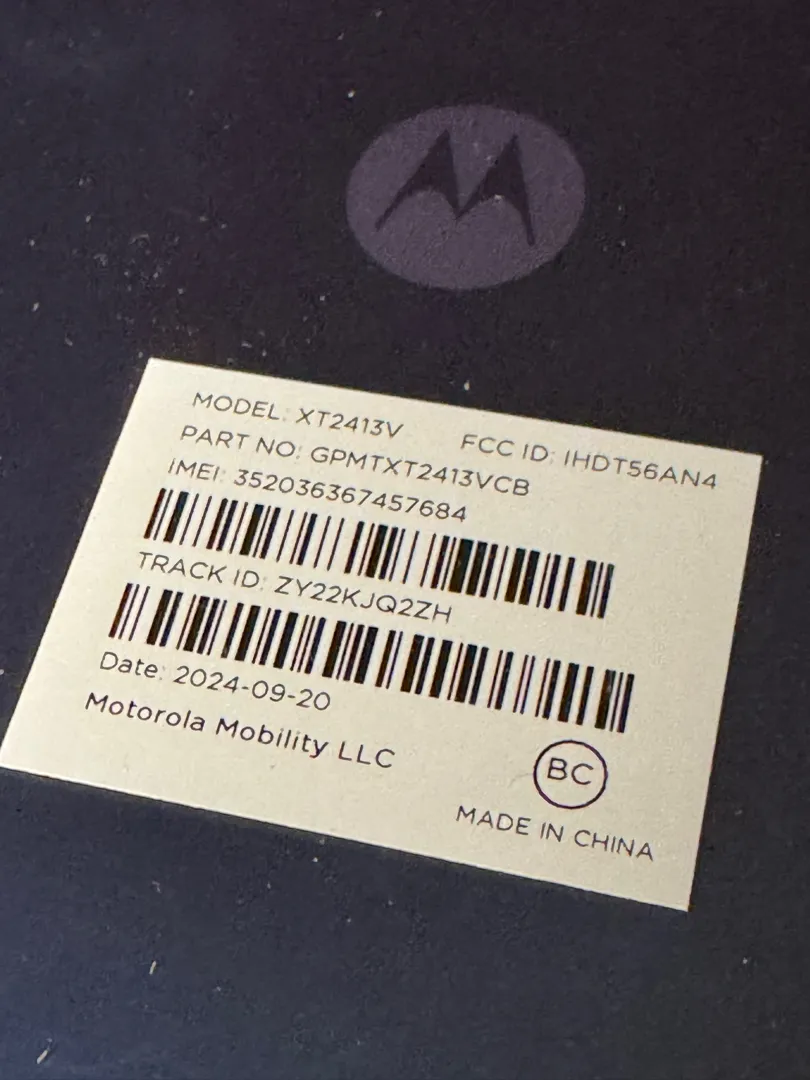 MODEL: XT2413V FCC ID: IHDT56AN4
PART NO: GPMTXT2413VCB
IMEI: 352036367457684
TRACK ID: ZY22KJQ2ZH
Date: 2024-09-20
Motorola Mobility LLC
BC
MADE IN CHINA